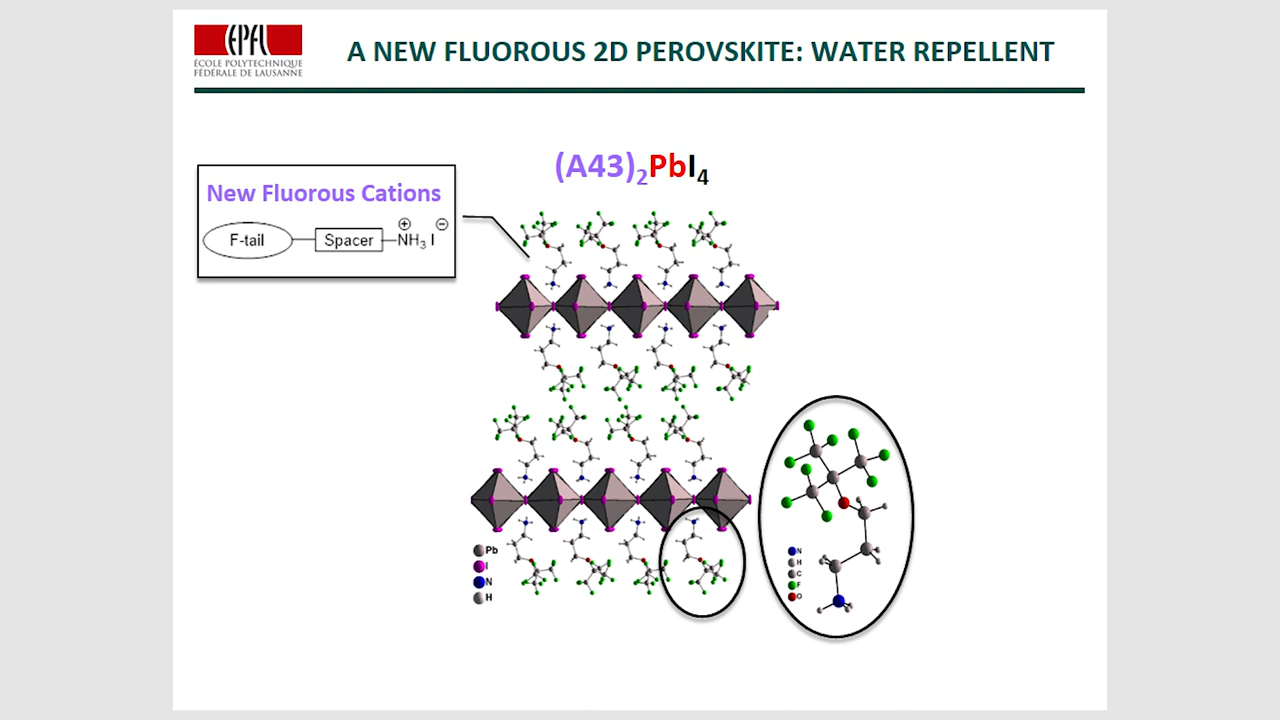 EPFL
ÉCOLE POLYTECHNIQUE
FÉDÉRALE DE LAUSANNE
A NEW FLUOROUS 2D PEROVSKITE: WATER REPELLENT
(A43)₂PbI₄
New Fluorous Cations
F-tail Spacer NH₃ I
+ −
Pb
I
N
H
N
H
C
F
O